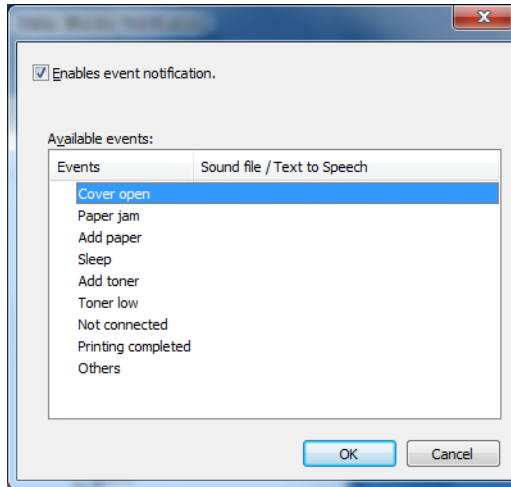 Enables event notification.
Available events:
Events Sound file / Text to Speech
Cover open
Paper jam
Add paper
Sleep
Add toner
Toner low
Not connected
Printing completed
Others
OK Cancel